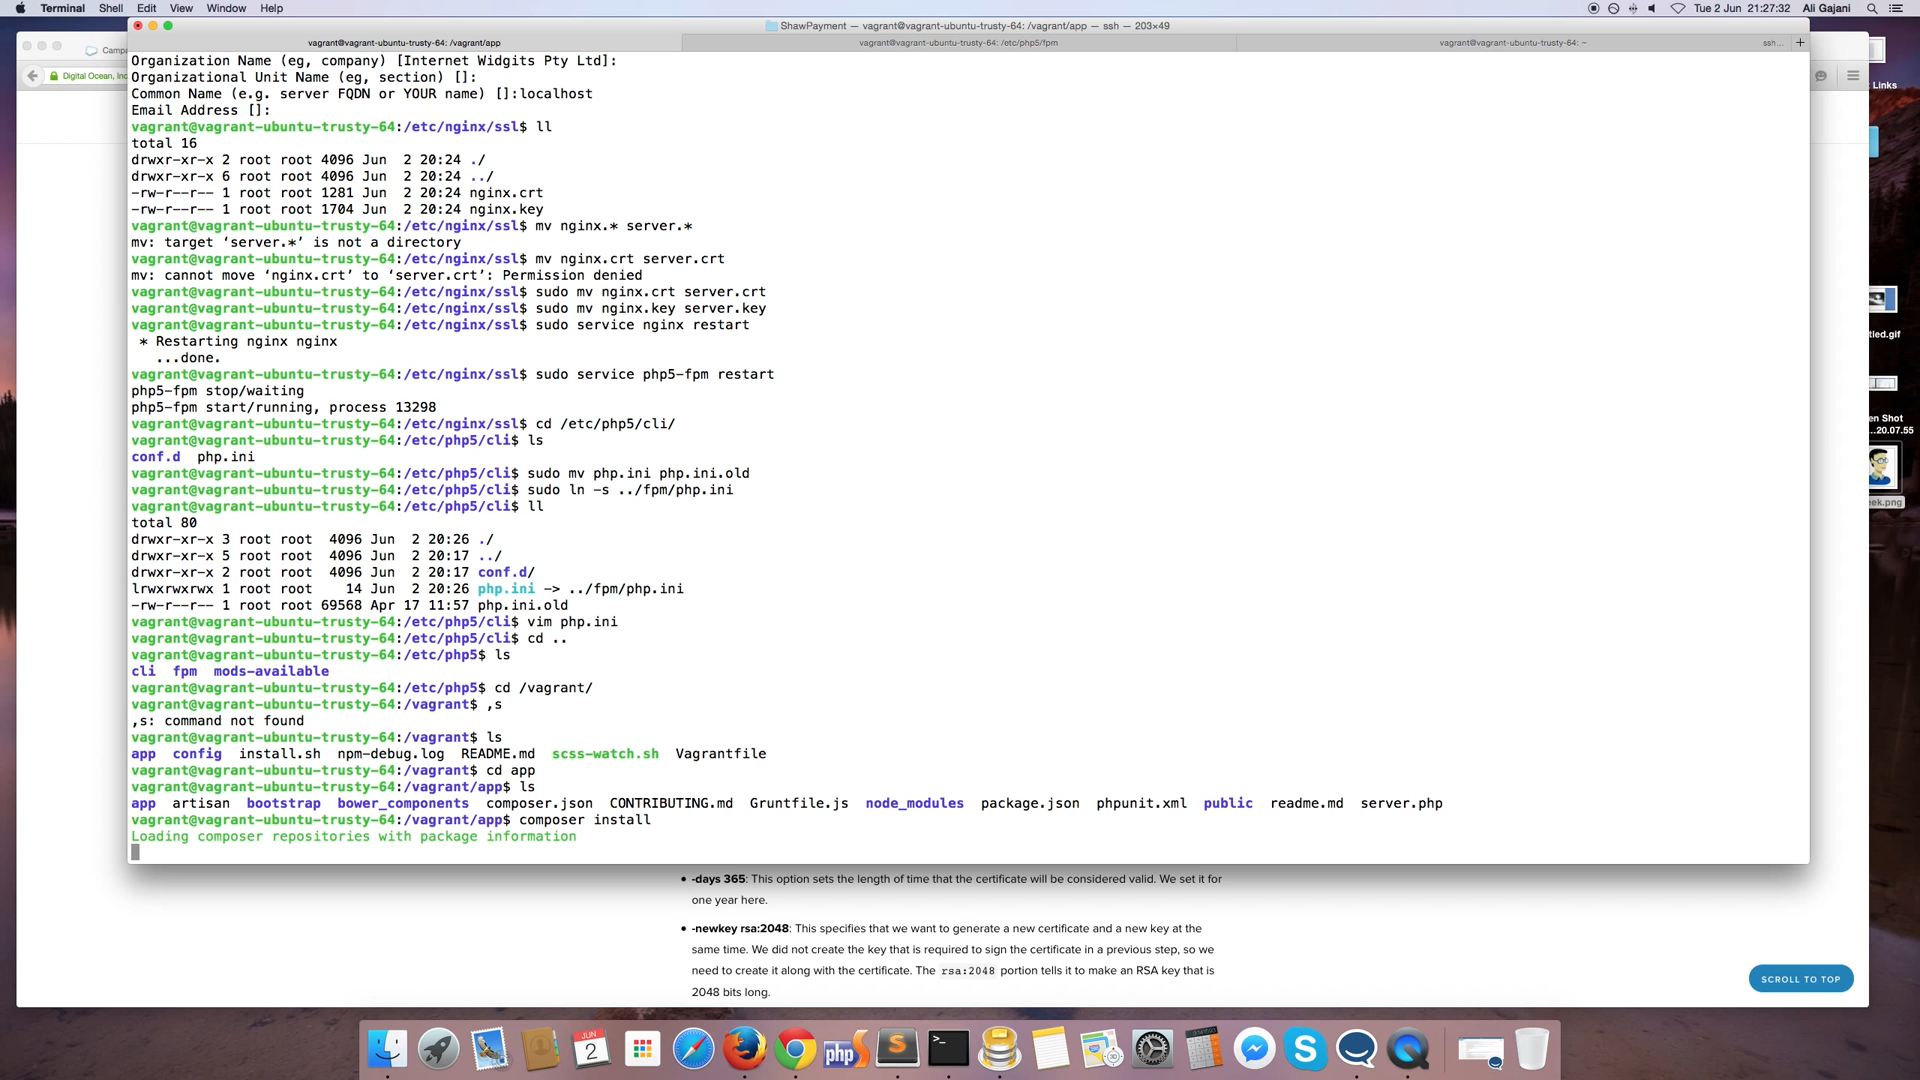 Terminal Shell Edit View Window Help
Tue 2 Jun 21:27:32 Ali Gajani
ShawPayment — vagrant@vagrant-ubuntu-trusty-64: /vagrant/app — ssh — 203×49
vagrant@vagrant-ubuntu-trusty-64: /vagrant/app
vagrant@vagrant-ubuntu-trusty-64: /etc/php5/fpm
vagrant@vagrant-ubuntu-trusty-64: ~
ssh...
Digital Ocean, Inc
Links
Organization Name (eg, company) [Internet Widgits Pty Ltd]:
Organizational Unit Name (eg, section) []:
Common Name (e.g. server FQDN or YOUR name) []:localhost
Email Address []:
vagrant@vagrant-ubuntu-trusty-64:/etc/nginx/ssl$ ll
total 16
drwxr-xr-x 2 root root 4096 Jun  2 20:24 ./
drwxr-xr-x 6 root root 4096 Jun  2 20:24 ../
-rw-r--r-- 1 root root 1281 Jun  2 20:24 nginx.crt
-rw-r--r-- 1 root root 1704 Jun  2 20:24 nginx.key
vagrant@vagrant-ubuntu-trusty-64:/etc/nginx/ssl$ mv nginx.* server.*
mv: target ‘server.*’ is not a directory
vagrant@vagrant-ubuntu-trusty-64:/etc/nginx/ssl$ mv nginx.crt server.crt
mv: cannot move ‘nginx.crt’ to ‘server.crt’: Permission denied
vagrant@vagrant-ubuntu-trusty-64:/etc/nginx/ssl$ sudo mv nginx.crt server.crt
vagrant@vagrant-ubuntu-trusty-64:/etc/nginx/ssl$ sudo mv nginx.key server.key
vagrant@vagrant-ubuntu-trusty-64:/etc/nginx/ssl$ sudo service nginx restart
 * Restarting nginx nginx
   ...done.
vagrant@vagrant-ubuntu-trusty-64:/etc/nginx/ssl$ sudo service php5-fpm restart
php5-fpm stop/waiting
php5-fpm start/running, process 13298
vagrant@vagrant-ubuntu-trusty-64:/etc/nginx/ssl$ cd /etc/php5/cli/
vagrant@vagrant-ubuntu-trusty-64:/etc/php5/cli$ ls
conf.d  php.ini
vagrant@vagrant-ubuntu-trusty-64:/etc/php5/cli$ sudo mv php.ini php.ini.old
vagrant@vagrant-ubuntu-trusty-64:/etc/php5/cli$ sudo ln -s ../fpm/php.ini
vagrant@vagrant-ubuntu-trusty-64:/etc/php5/cli$ ll
total 80
drwxr-xr-x 3 root root  4096 Jun  2 20:26 ./
drwxr-xr-x 5 root root  4096 Jun  2 20:17 ../
drwxr-xr-x 2 root root  4096 Jun  2 20:17 conf.d/
lrwxrwxrwx 1 root root    14 Jun  2 20:26 php.ini -> ../fpm/php.ini
-rw-r--r-- 1 root root 69568 Apr 17 11:57 php.ini.old
vagrant@vagrant-ubuntu-trusty-64:/etc/php5/cli$ vim php.ini
vagrant@vagrant-ubuntu-trusty-64:/etc/php5/cli$ cd ..
vagrant@vagrant-ubuntu-trusty-64:/etc/php5$ ls
cli  fpm  mods-available
vagrant@vagrant-ubuntu-trusty-64:/etc/php5$ cd /vagrant/
vagrant@vagrant-ubuntu-trusty-64:/vagrant$ ,s
,s: command not found
vagrant@vagrant-ubuntu-trusty-64:/vagrant$ ls
app  config  install.sh  npm-debug.log  README.md  scss-watch.sh  Vagrantfile
vagrant@vagrant-ubuntu-trusty-64:/vagrant$ cd app
vagrant@vagrant-ubuntu-trusty-64:/vagrant/app$ ls
app  artisan  bootstrap  bower_components  composer.json  CONTRIBUTING.md  Gruntfile.js  node_modules  package.json  phpunit.xml  public  readme.md  server.php
vagrant@vagrant-ubuntu-trusty-64:/vagrant/app$ composer install
Loading composer repositories with package information
-days 365: This option sets the length of time that the certificate will be considered valid. We set it for
one year here.
-newkey rsa:2048: This specifies that we want to generate a new certificate and a new key at the
same time. We did not create the key that is required to sign the certificate in a previous step, so we
need to create it along with the certificate. The rsa:2048 portion tells it to make an RSA key that is
2048 bits long.
SCROLL TO TOP
tled.gif
en Shot
...20.07.55
eek.png
JUN
2
php